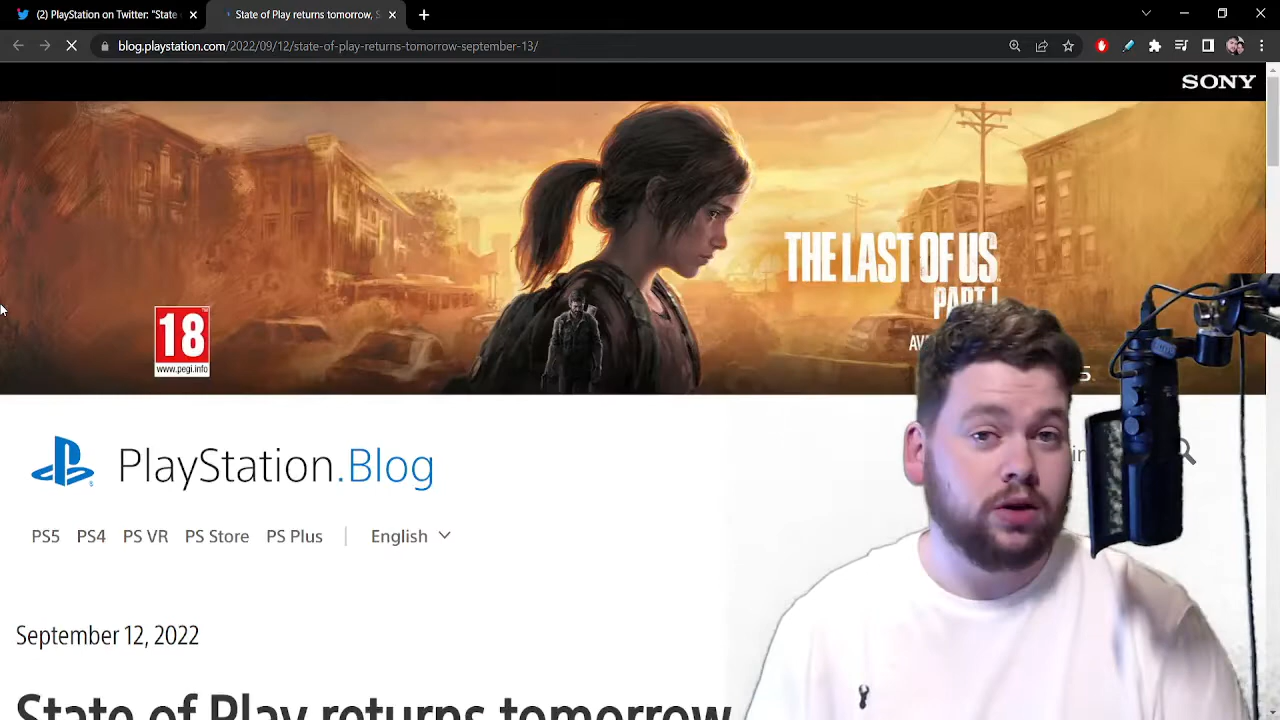 (2) PlayStation on Twitter: "State
State of Play returns tomorrow, S
blog.playstation.com/2022/09/12/state-of-play-returns-tomorrow-september-13/
SONY
THE LAST OF US
PART I
18
www.pegi.info
PlayStation.Blog
PS5 PS4 PS VR PS Store PS Plus English
September 12, 2022
State of Play returns tomorrow,